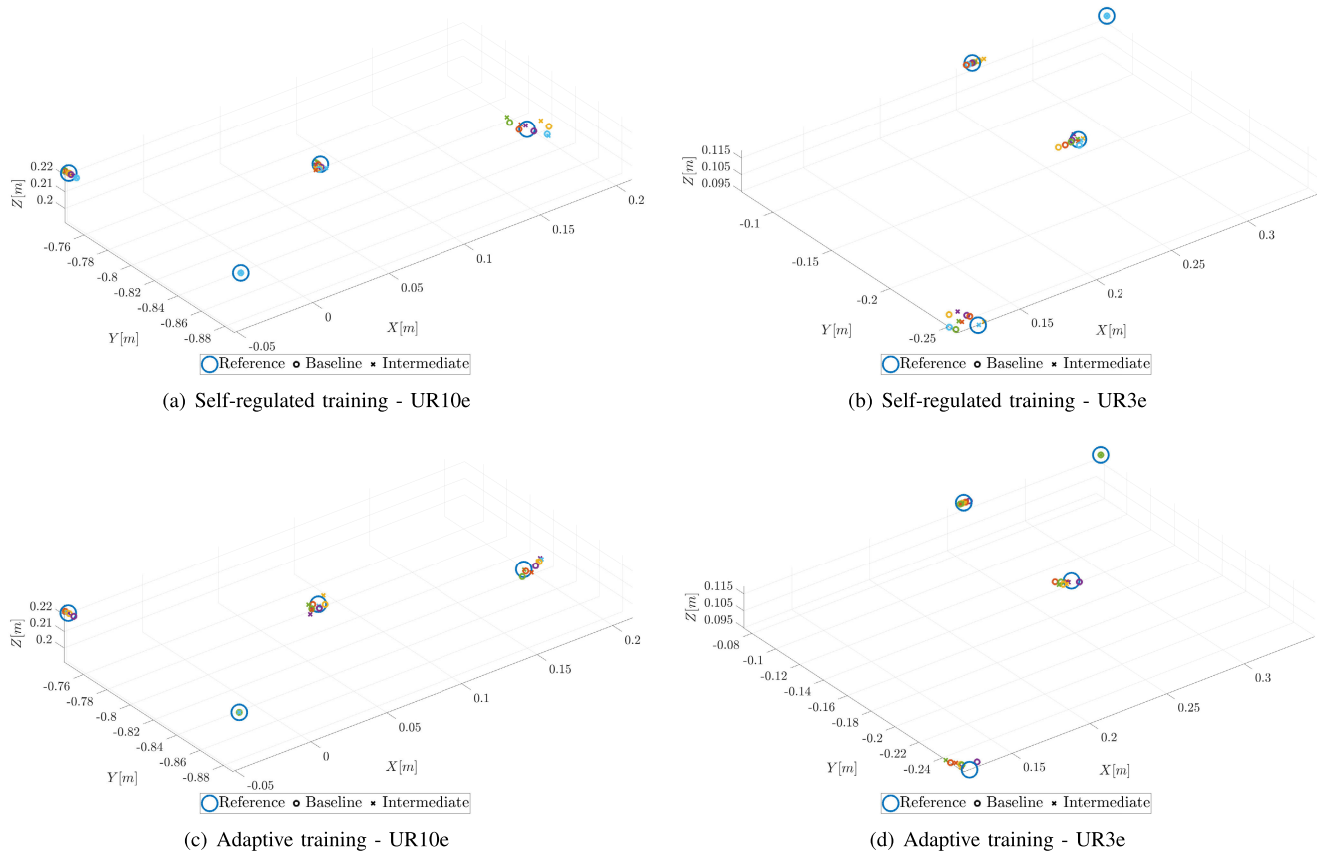 0.22
0.21
0.2
Z[m]
-0.76
-0.78
-0.8
-0.82
-0.84
-0.86
-0.88
Y[m]
-0.05
0
0.05
0.1
0.15
0.2
X[m]
Reference Baseline Intermediate
(a) Self-regulated training - UR10e
0.115
0.105
0.095
Z[m]
-0.1
-0.15
-0.2
-0.25
Y[m]
0.15
0.2
0.25
0.3
X[m]
Reference Baseline Intermediate
(b) Self-regulated training - UR3e
0.22
0.21
0.2
Z[m]
-0.76
-0.78
-0.8
-0.82
-0.84
-0.86
-0.88
Y[m]
-0.05
0
0.05
0.1
0.15
0.2
X[m]
Reference Baseline Intermediate
(c) Adaptive training - UR10e
0.115
0.105
0.095
Z[m]
-0.08
-0.1
-0.12
-0.14
-0.16
-0.18
-0.2
-0.22
-0.24
Y[m]
0.15
0.2
0.25
0.3
X[m]
Reference Baseline Intermediate
(d) Adaptive training - UR3e